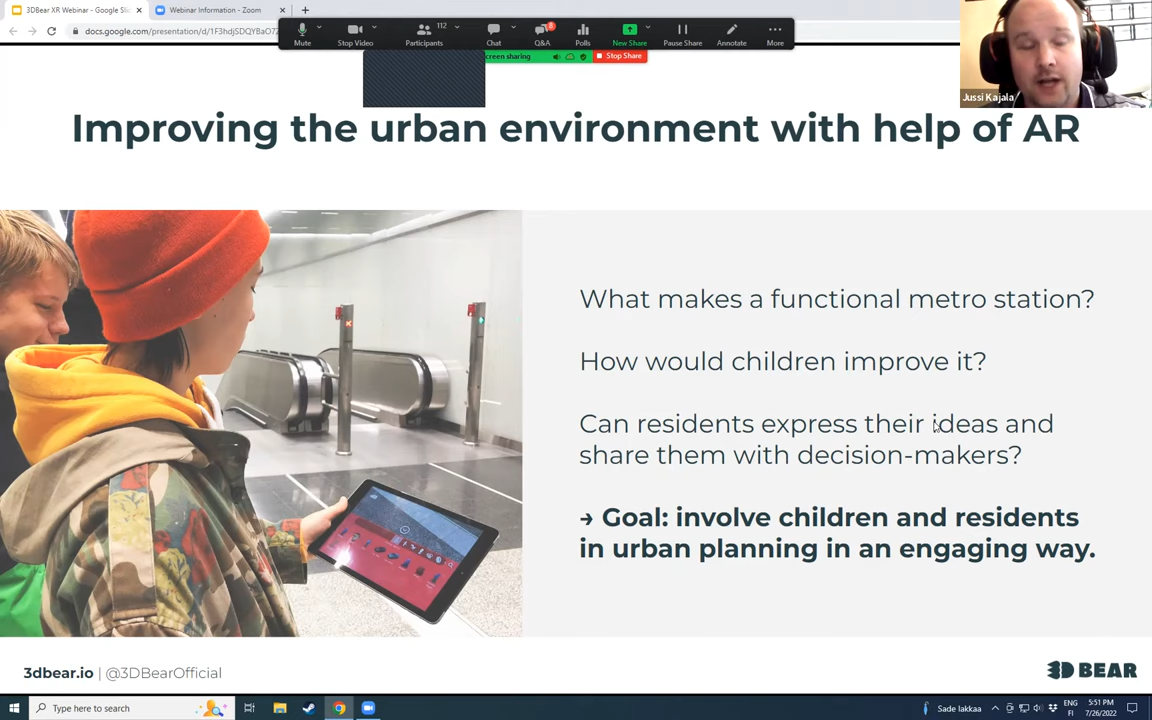 3DBear XR Webinar - Google Sli
Webinar Information - Zoom
docs.google.com/presentation/d/1F3hdjSDQYBaO7
Mute
Stop Video
112
Participants
Chat
8
Q&A
Polls
New Share
Pause Share
Annotate
More
creen sharing
Stop Share
Jussi Kajala
Improving the urban environment with help of AR
What makes a functional metro station?
How would children improve it?
Can residents express their ideas and
share them with decision-makers?
→ Goal: involve children and residents
in urban planning in an engaging way.
3dbear.io | @3DBearOfficial
3D BEAR
Type here to search
Sade lakkaa
ENG
FI
5:51 PM
7/26/2022